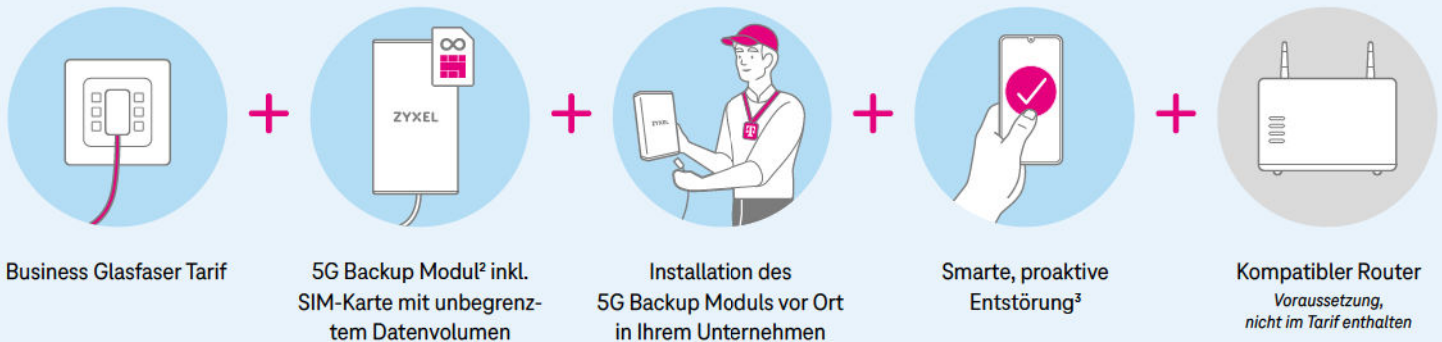 ZYXEL
ZYXEL
T
Business Glasfaser Tarif
5G Backup Modul² inkl.
SIM-Karte mit unbegrenz-
tem Datenvolumen
Installation des
5G Backup Moduls vor Ort
in Ihrem Unternehmen
Smarte, proaktive
Entstörung³
Kompatibler Router
Voraussetzung,
nicht im Tarif enthalten